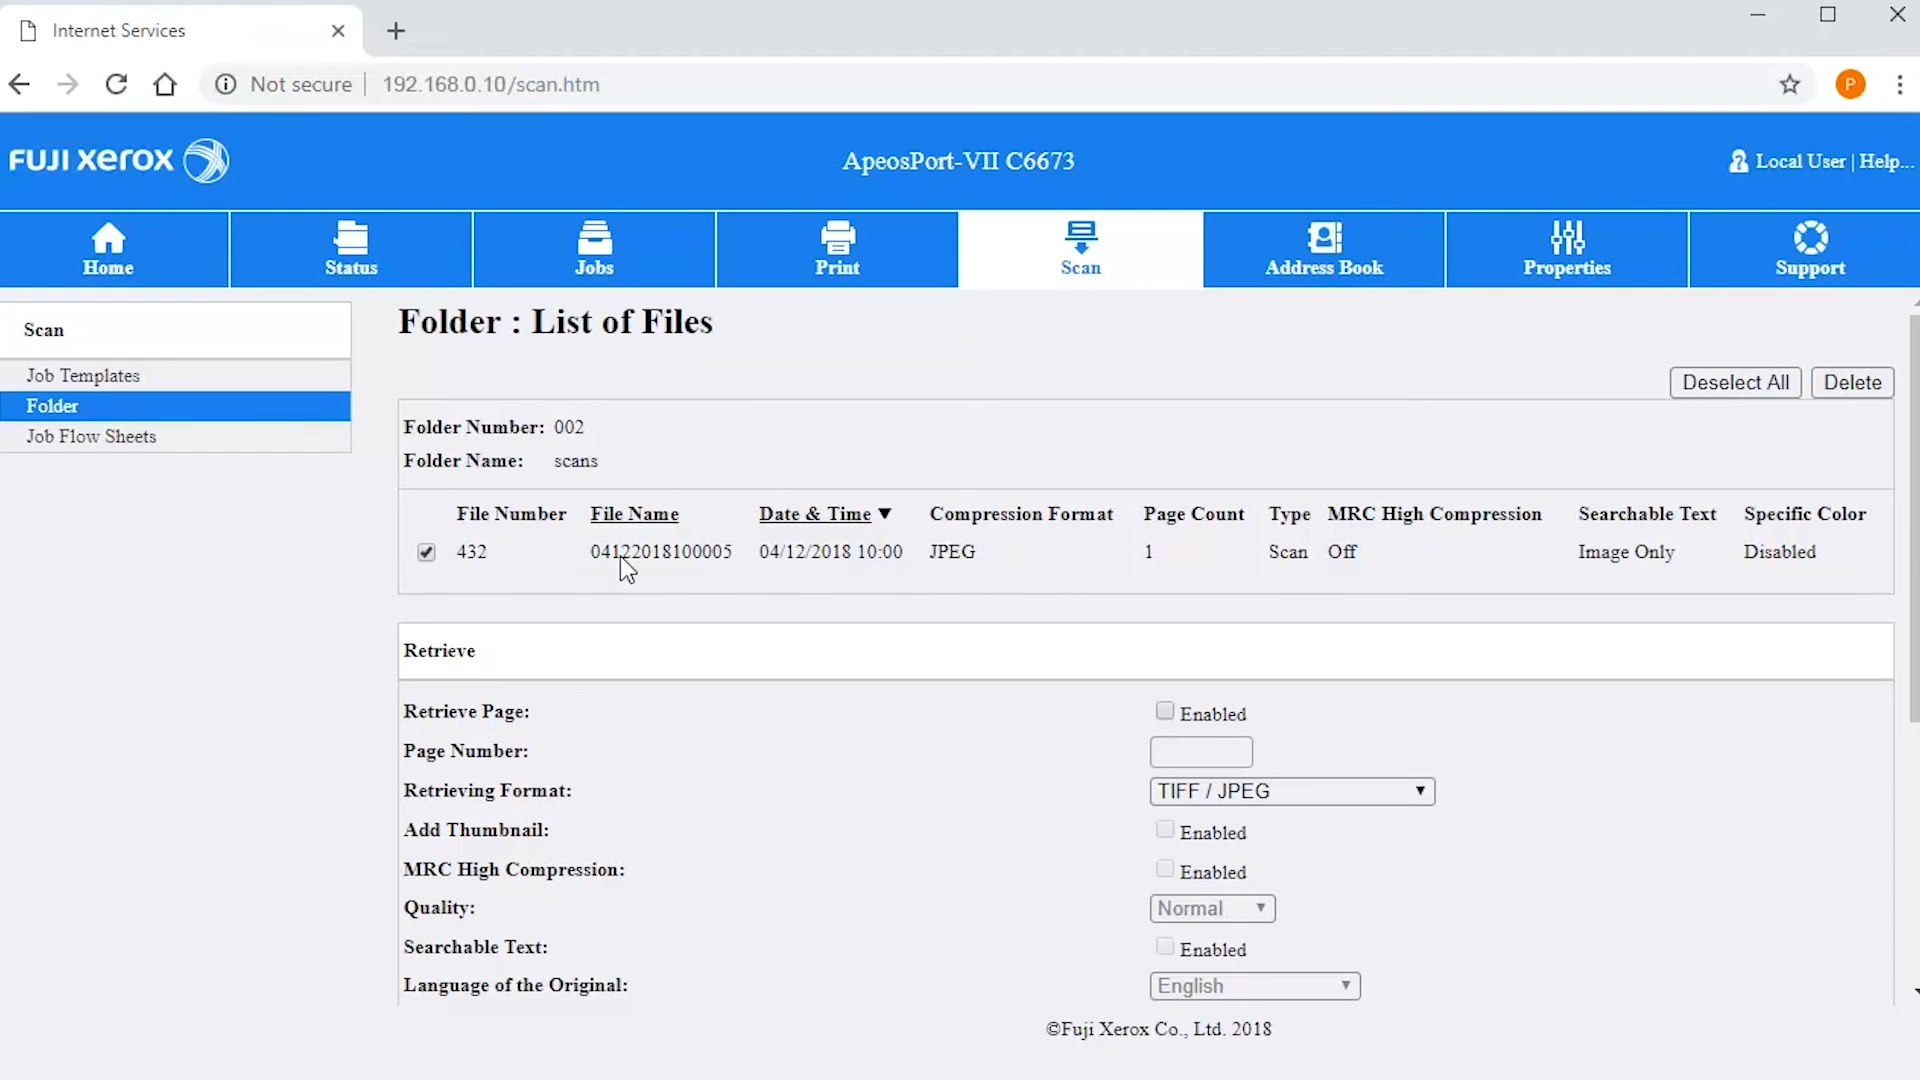 Internet Services
Not secure | 192.168.0.10/scan.htm
P
FUJI xerox
ApeosPort-VII C6673
Local User | Help...
Home
Status
Jobs
Print
Scan
Address Book
Properties
Support
Scan
Job Templates
Folder
Job Flow Sheets
Folder : List of Files
Deselect All
Delete
Folder Number: 002
Folder Name: scans
File Number File Name Date & Time ▼ Compression Format Page Count Type MRC High Compression Searchable Text Specific Color
432 04122018100005 04/12/2018 10:00 JPEG 1 Scan Off Image Only Disabled
Retrieve
Retrieve Page: Enabled
Page Number:
Retrieving Format: TIFF / JPEG
Add Thumbnail: Enabled
MRC High Compression: Enabled
Quality: Normal
Searchable Text: Enabled
Language of the Original: English
©Fuji Xerox Co., Ltd. 2018